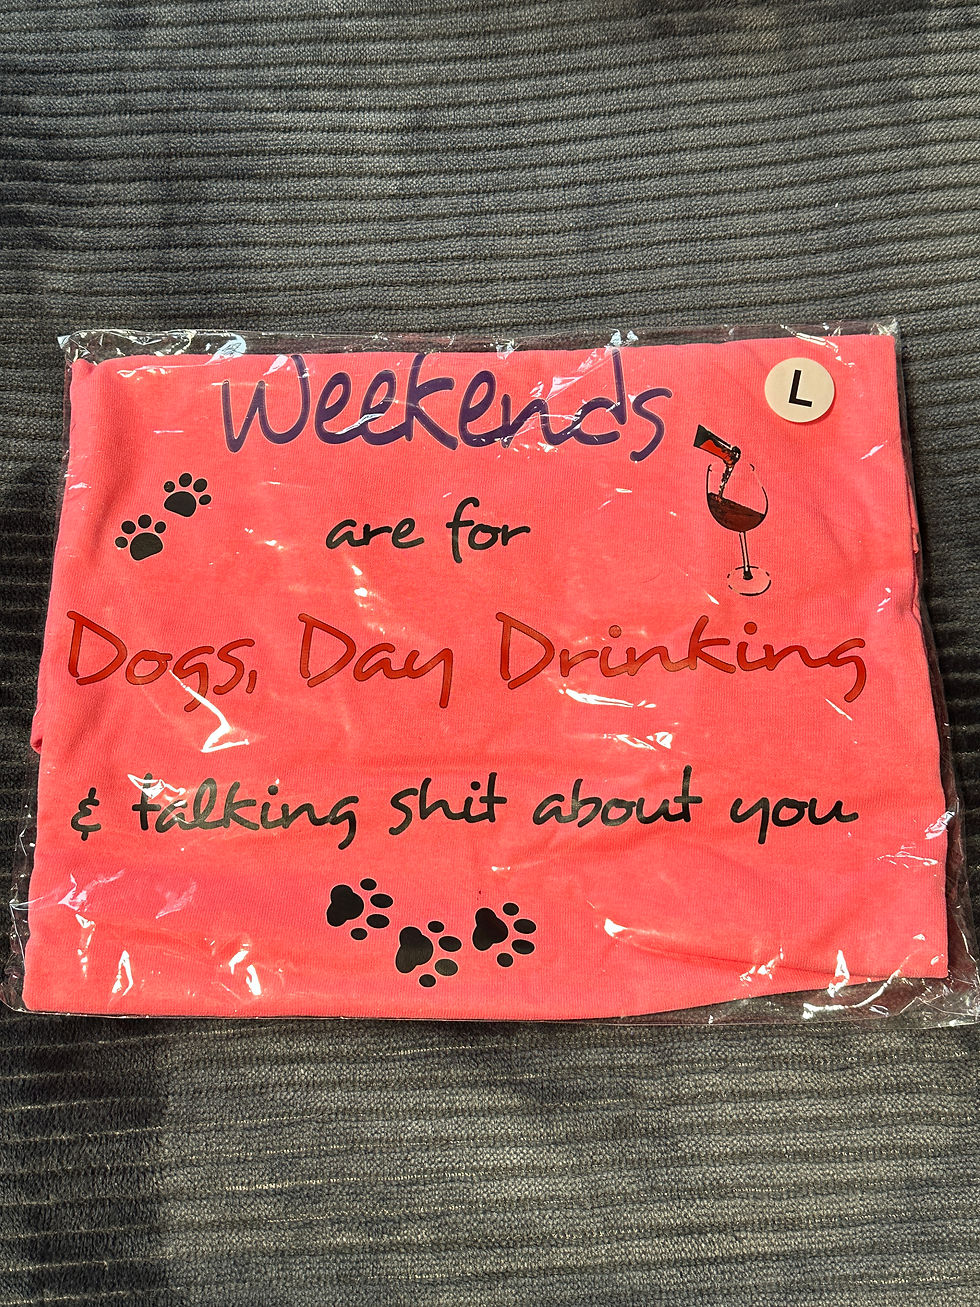 Weekends
L
are for
Dogs, Day Drinking
& talking shit about you